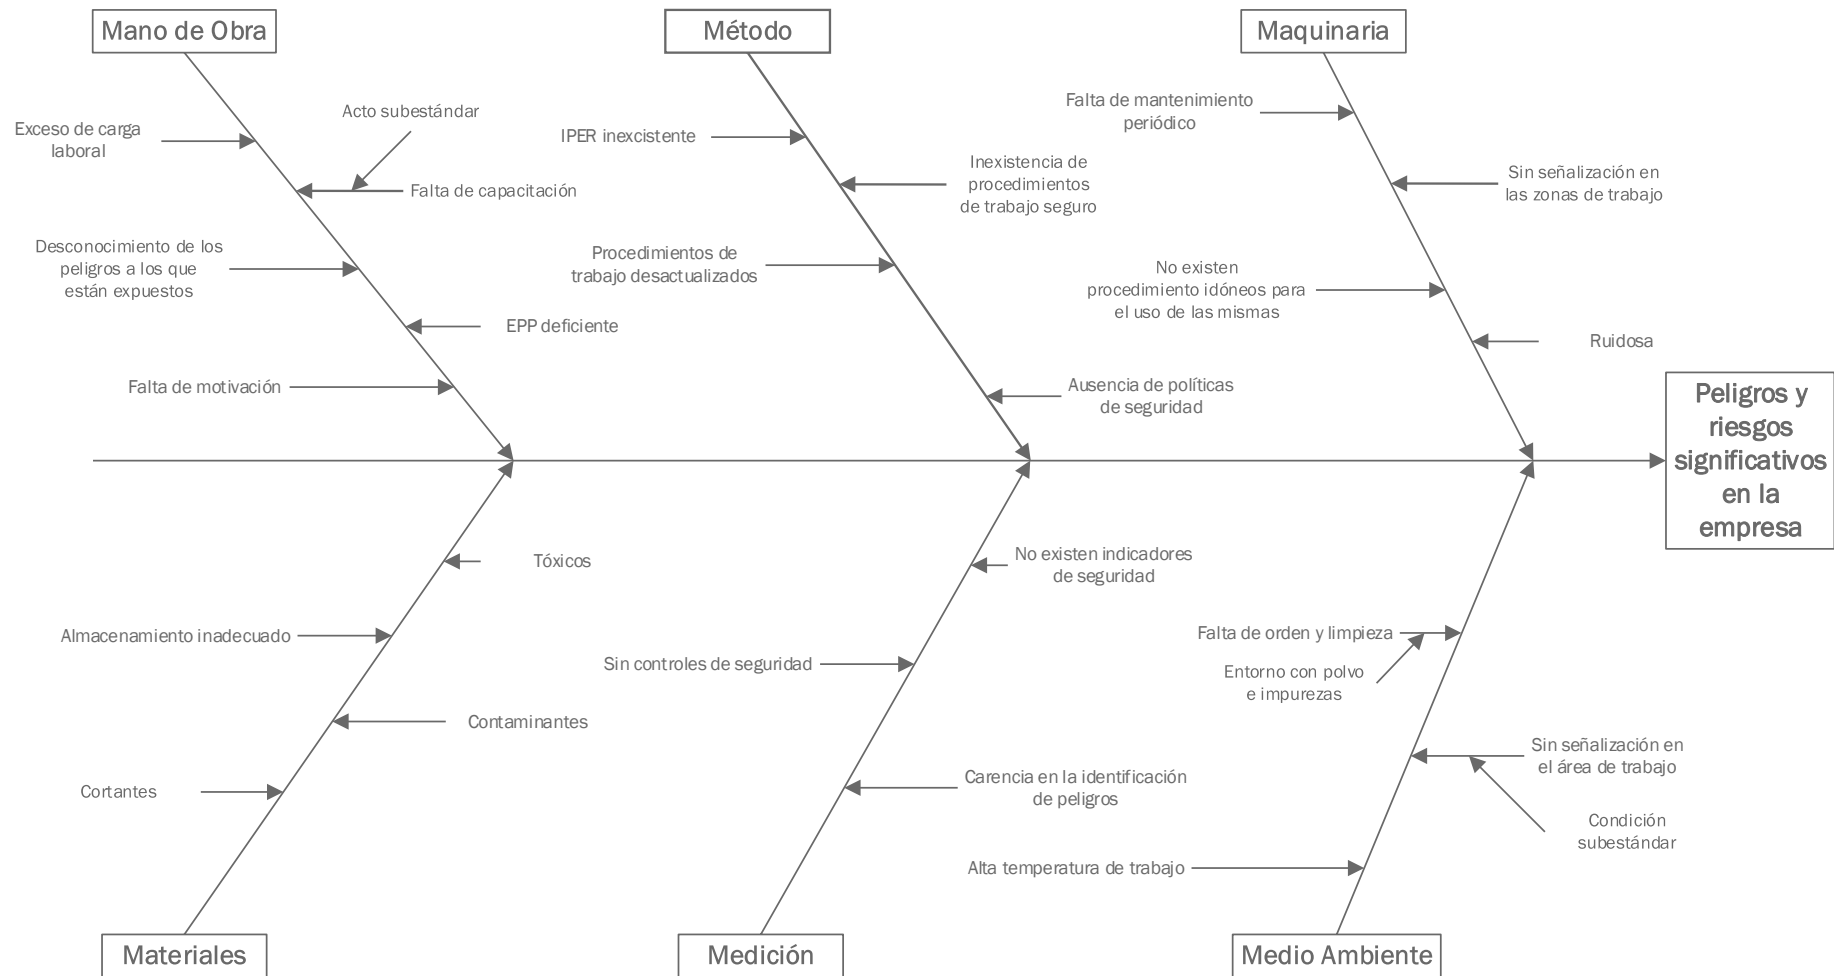 Mano de Obra
Método
Maquinaria
Exceso de carga
laboral
Acto subestándar
Falta de capacitación
Desconocimiento de los
peligros a los que
están expuestos
EPP deficiente
Falta de motivación
IPER inexcistente
Inexistencia de
procedimientos
de trabajo seguro
Procedimientos de
trabajo desactualizados
Ausencia de políticas
de seguridad
Falta de mantenimiento
periódico
Sin señalización en
las zonas de trabajo
No existen
procedimiento idóneos para
el uso de las mismas
Ruidosa
Peligros y
riesgos
significativos
en la
empresa
Tóxicos
Almacenamiento inadecuado
Contaminantes
Cortantes
No existen indicadores
de seguridad
Sin controles de seguridad
Carencia en la identificación
de peligros
Falta de orden y limpieza
Entorno con polvo
e impurezas
Sin señalización en
el área de trabajo
Condición
subestándar
Alta temperatura de trabajo
Materiales
Medición
Medio Ambiente